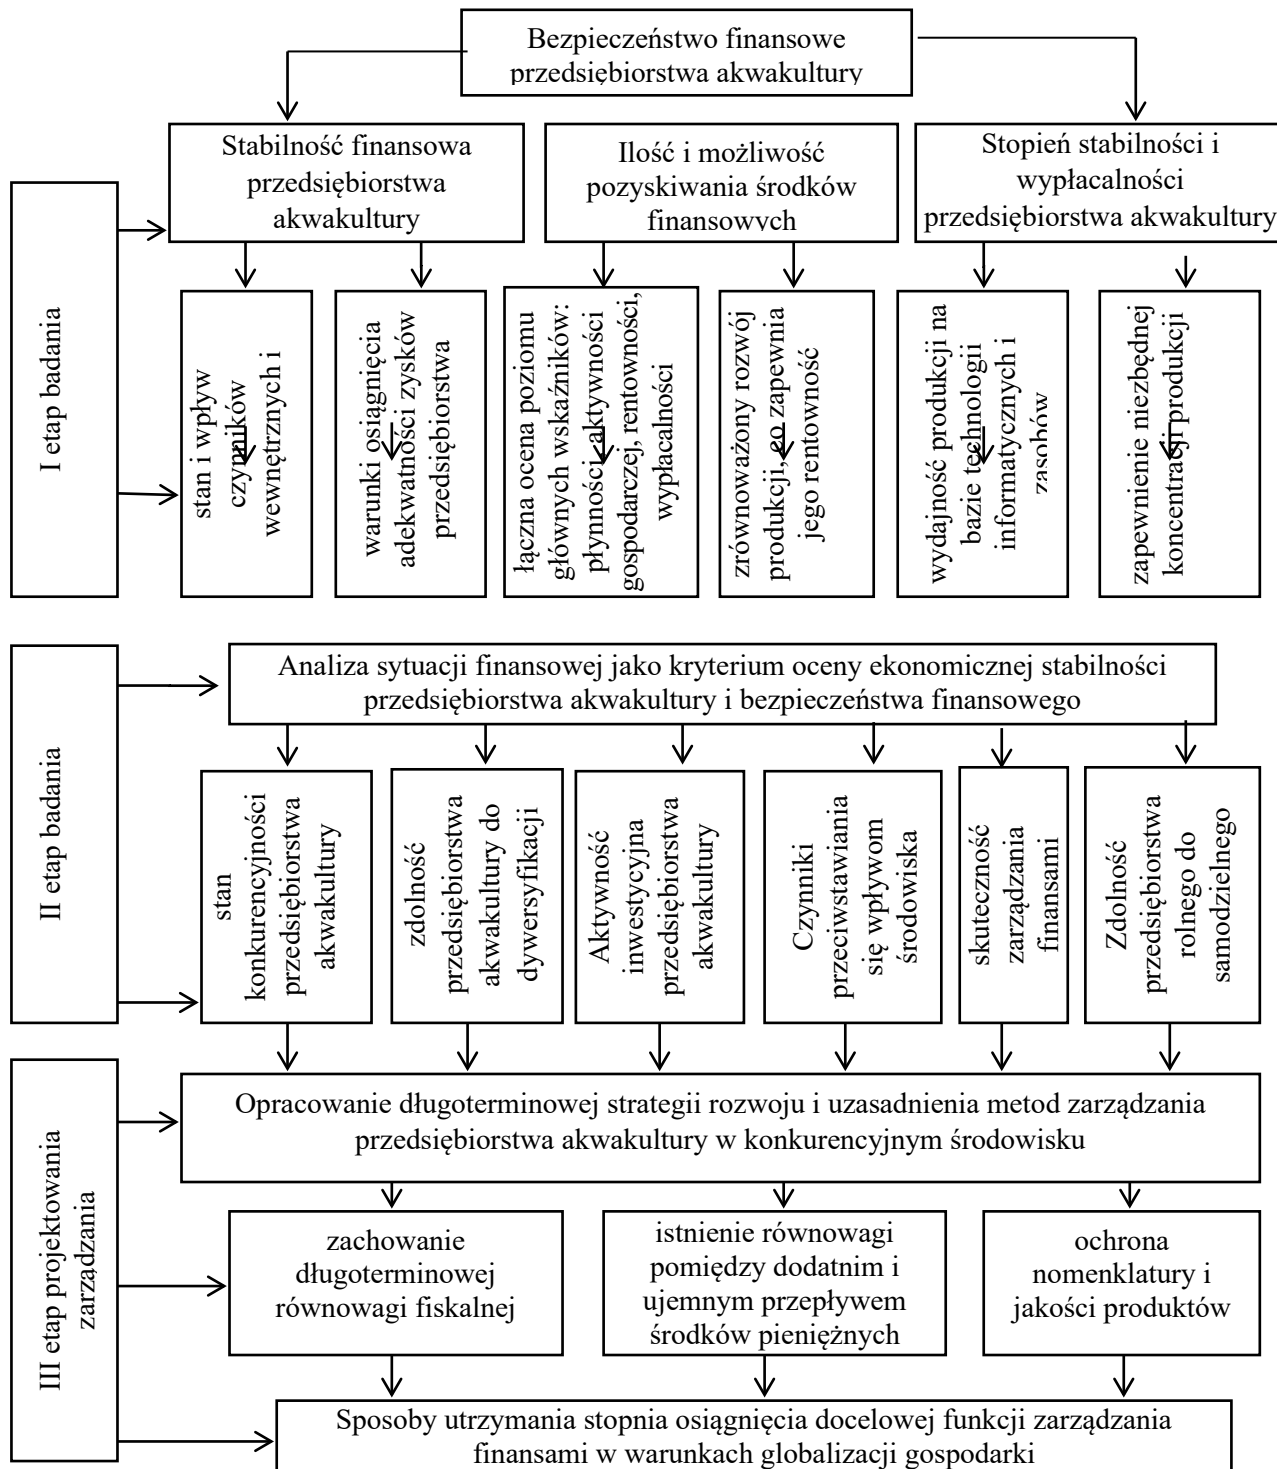 Bezpieczeństwo finansowe
przedsiębiorstwa akwakultury
Stabilność finansowa
przedsiębiorstwa
akwakultury
Ilość i możliwość
pozyskiwania środków
finansowych
Stopień stabilności i
wypłacalności
przedsiębiorstwa akwakultury
I etap badania
stan i wpływ
czynników
wewnętrznych i
warunki osiągnięcia
adekwatności zysków
przedsiębiorstwa
łączna ocena poziomu
głównych wskaźników:
płynności, aktywności
gospodarczej, rentowności,
wypłacalności
zrównoważony rozwój
produkcji, co zapewnia
jego rentowność
wydajność produkcji na
bazie technologii
informatycznych i
zasobów
zapewnienie niezbędnej
koncentracji produkcji
II etap badania
Analiza sytuacji finansowej jako kryterium oceny ekonomicznej stabilności
przedsiębiorstwa akwakultury i bezpieczeństwa finansowego
stan
konkurencyjności
przedsiębiorstwa
akwakultury
zdolność
przedsiębiorstwa
akwakultury do
dywersyfikacji
Aktywność
inwestycyjna
przedsiębiorstwa
akwakultury
Czynniki
przeciwstawiania
się wpływom
środowiska
skuteczność
zarządzania
finansami
Zdolność
przedsiębiorstwa
rolnego do
samodzielnego
III etap projektowania
zarządzania
Opracowanie długoterminowej strategii rozwoju i uzasadnienia metod zarządzania
przedsiębiorstwa akwakultury w konkurencyjnym środowisku
zachowanie
długoterminowej
równowagi fiskalnej
istnienie równowagi
pomiędzy dodatnim i
ujemnym przepływem
środków pieniężnych
ochrona
nomenklatury i
jakości produktów
Sposoby utrzymania stopnia osiągnięcia docelowej funkcji zarządzania
finansami w warunkach globalizacji gospodarki